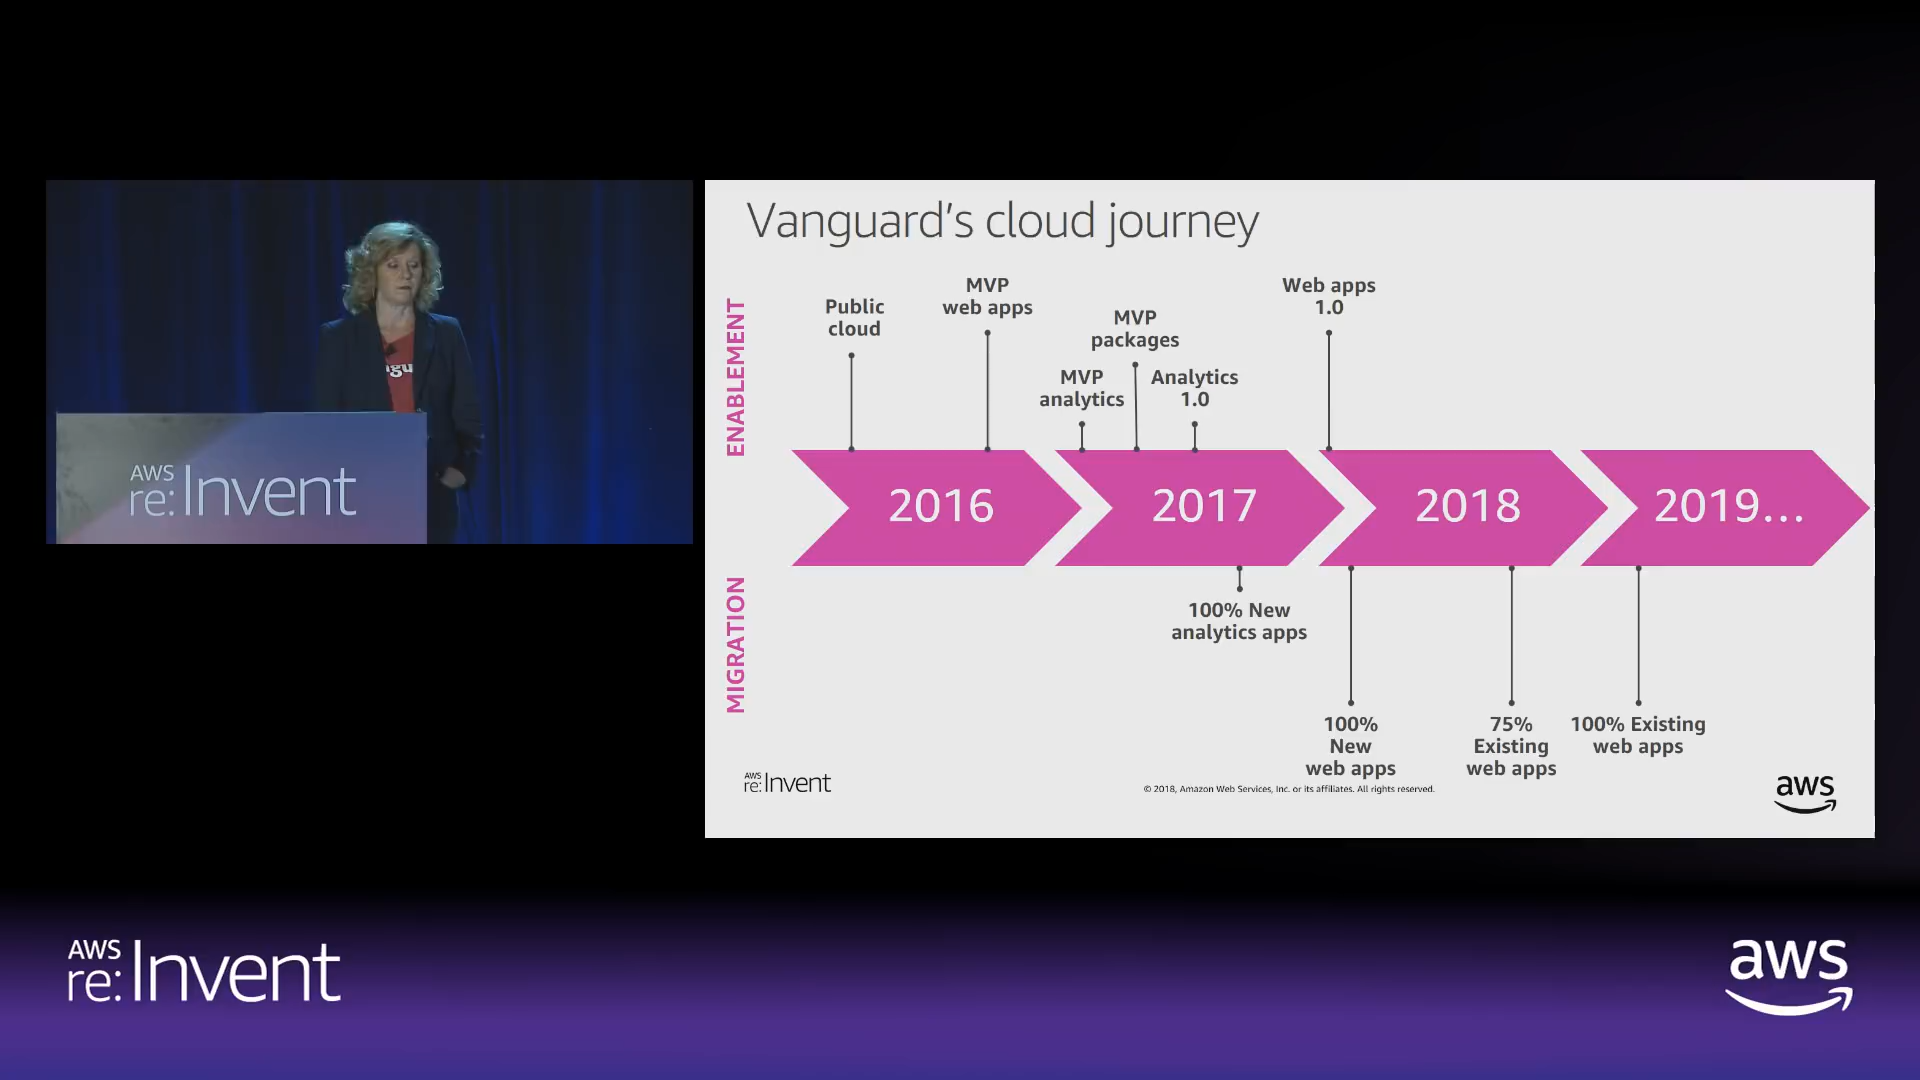 Vanguard's cloud journey
ENABLEMENT
Public
cloud
MVP
web apps
MVP
analytics
MVP
packages
Analytics
1.0
Web apps
1.0
2016
2017
2018
2019...
MIGRATION
100% New
analytics apps
100%
New
web apps
75%
Existing
web apps
100% Existing
web apps
AWS
re:Invent
© 2018, Amazon Web Services, Inc. or its affiliates. All rights reserved.
aws
gu
AWS
re:Invent
AWS
re:Invent
aws